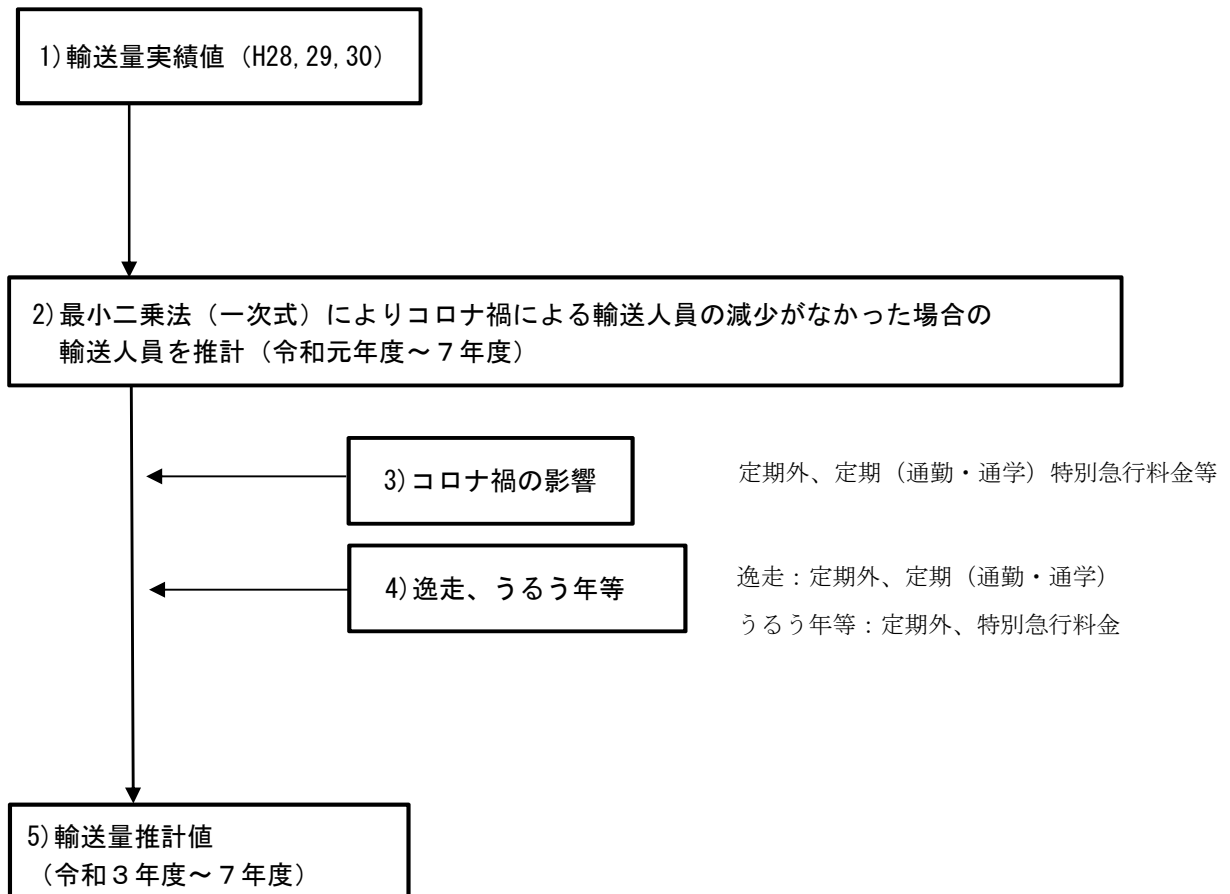 1)輸送量実績値（H28,29,30）
2)最小二乗法（一次式）によりコロナ禍による輸送人員の減少がなかった場合の
輸送人員を推計（令和元年度～７年度）
3)コロナ禍の影響
定期外、定期（通勤・通学）特別急行料金等
4)逸走、うるう年等
逸走：定期外、定期（通勤・通学）
うるう年等：定期外、特別急行料金
5)輸送量推計値
（令和３年度～７年度）